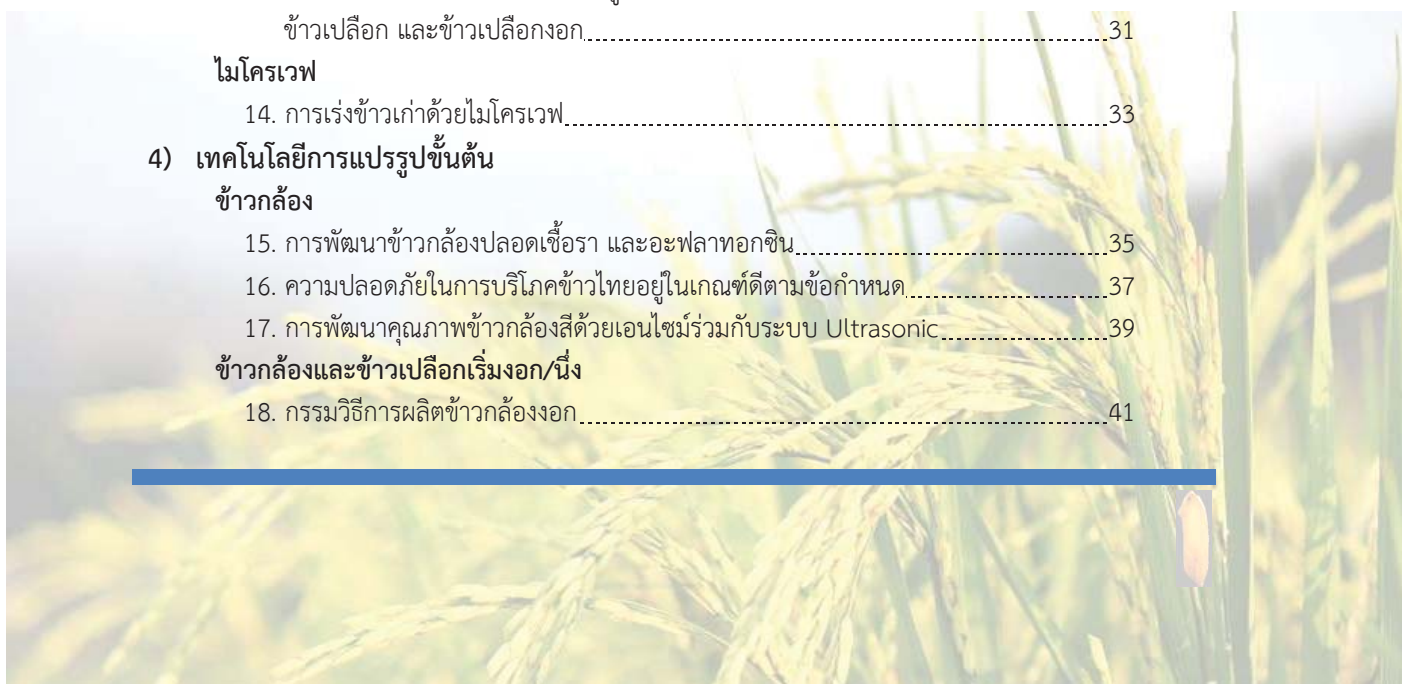 ข้าวเปลือก และข้าวเปลือกงอก 31
ไมโครเวฟ
14. การเร่งข้าวเก่าด้วยไมโครเวฟ 33
4) เทคโนโลยีการแปรรูปขั้นต้น
ข้าวกล้อง
15. การพัฒนาข้าวกล้องปลอดเชื้อรา และอะฟลาทอกซิน 35
16. ความปลอดภัยในการบริโภคข้าวไทยอยู่ในเกณฑ์ดีตามข้อกำหนด 37
17. การพัฒนาคุณภาพข้าวกล้องสีด้วยเอนไซม์ร่วมกับระบบ Ultrasonic 39
ข้าวกล้องและข้าวเปลือกเริ่มงอก/นึ่ง
18. กรรมวิธีการผลิตข้าวกล้องงอก 41